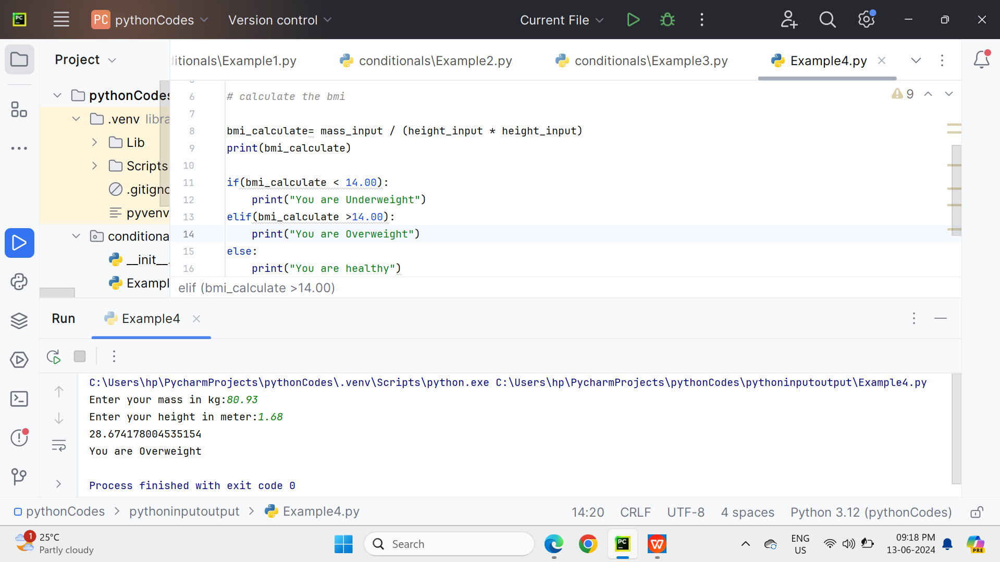 PC pythonCodes Version control Current File
Project
ditionals\Example1.py conditionals\Example2.py conditionals\Example3.py Example4.py
pythonCodes
.venv libra
Lib
Scripts
.gitigno
pyvenv
conditiona
__init__.
Exampl
6 # calculate the bmi
7
8 bmi_calculate= mass_input / (height_input * height_input)
9 print(bmi_calculate)
10
11 if(bmi_calculate < 14.00):
12 print("You are Underweight")
13 elif(bmi_calculate >14.00):
14 print("You are Overweight")
15 else:
16 print("You are healthy")
9
elif (bmi_calculate >14.00)
Run Example4
C:\Users\hp\PycharmProjects\pythonCodes\.venv\Scripts\python.exe C:\Users\hp\PycharmProjects\pythonCodes\pythoninputoutput\Example4.py
Enter your mass in kg:80.93
Enter your height in meter:1.68
28.674178004535154
You are Overweight
Process finished with exit code 0
pythonCodes > pythoninputoutput > Example4.py 14:20 CRLF UTF-8 4 spaces Python 3.12 (pythonCodes)
1 25°C
Partly cloudy
Search
PC
ENG
US
09:18 PM
13-06-2024
PRE